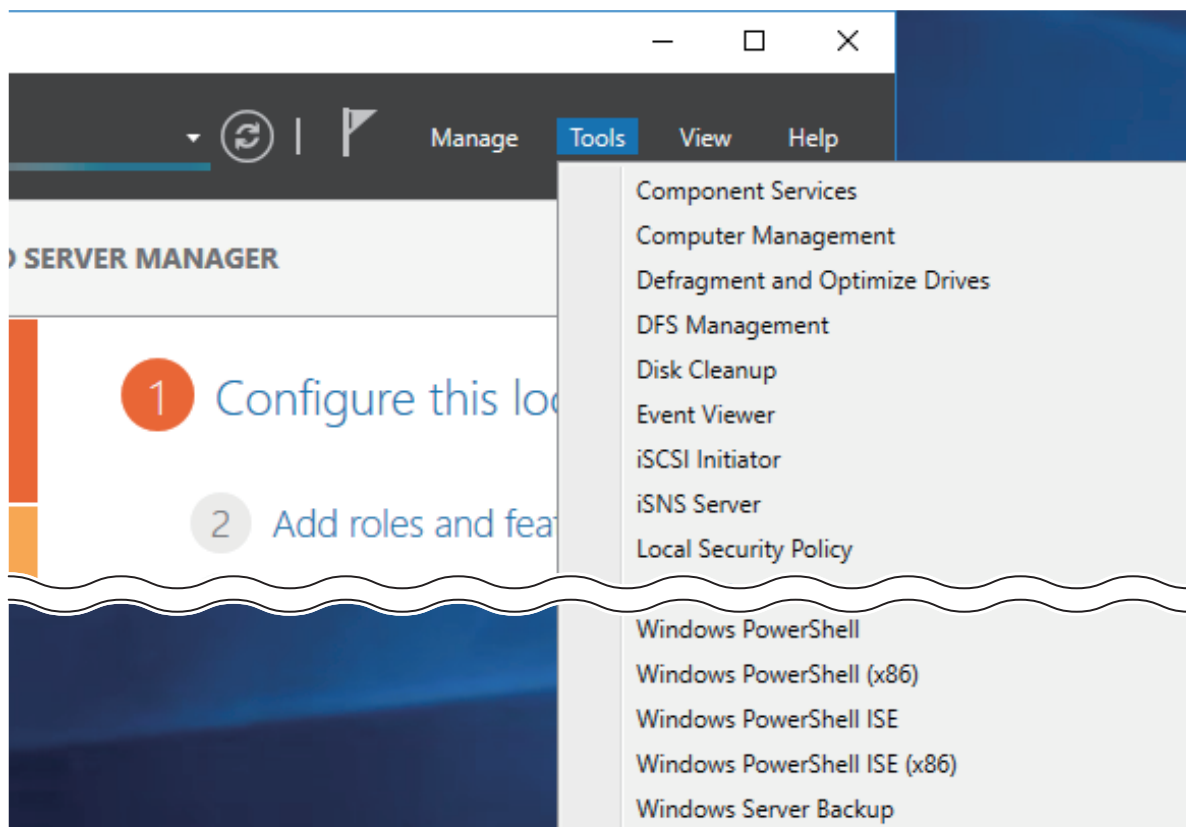 Manage Tools View Help
Component Services
Computer Management
SERVER MANAGER
Defragment and Optimize Drives
DFS Management
Disk Cleanup
1 Configure this
Event Viewer
iSCSI Initiator
iSNS Server
2 Add roles and
Local Security Policy
Windows PowerShell
Windows PowerShell (x86)
Windows PowerShell ISE
Windows PowerShell ISE (x86)
Windows Server Backup